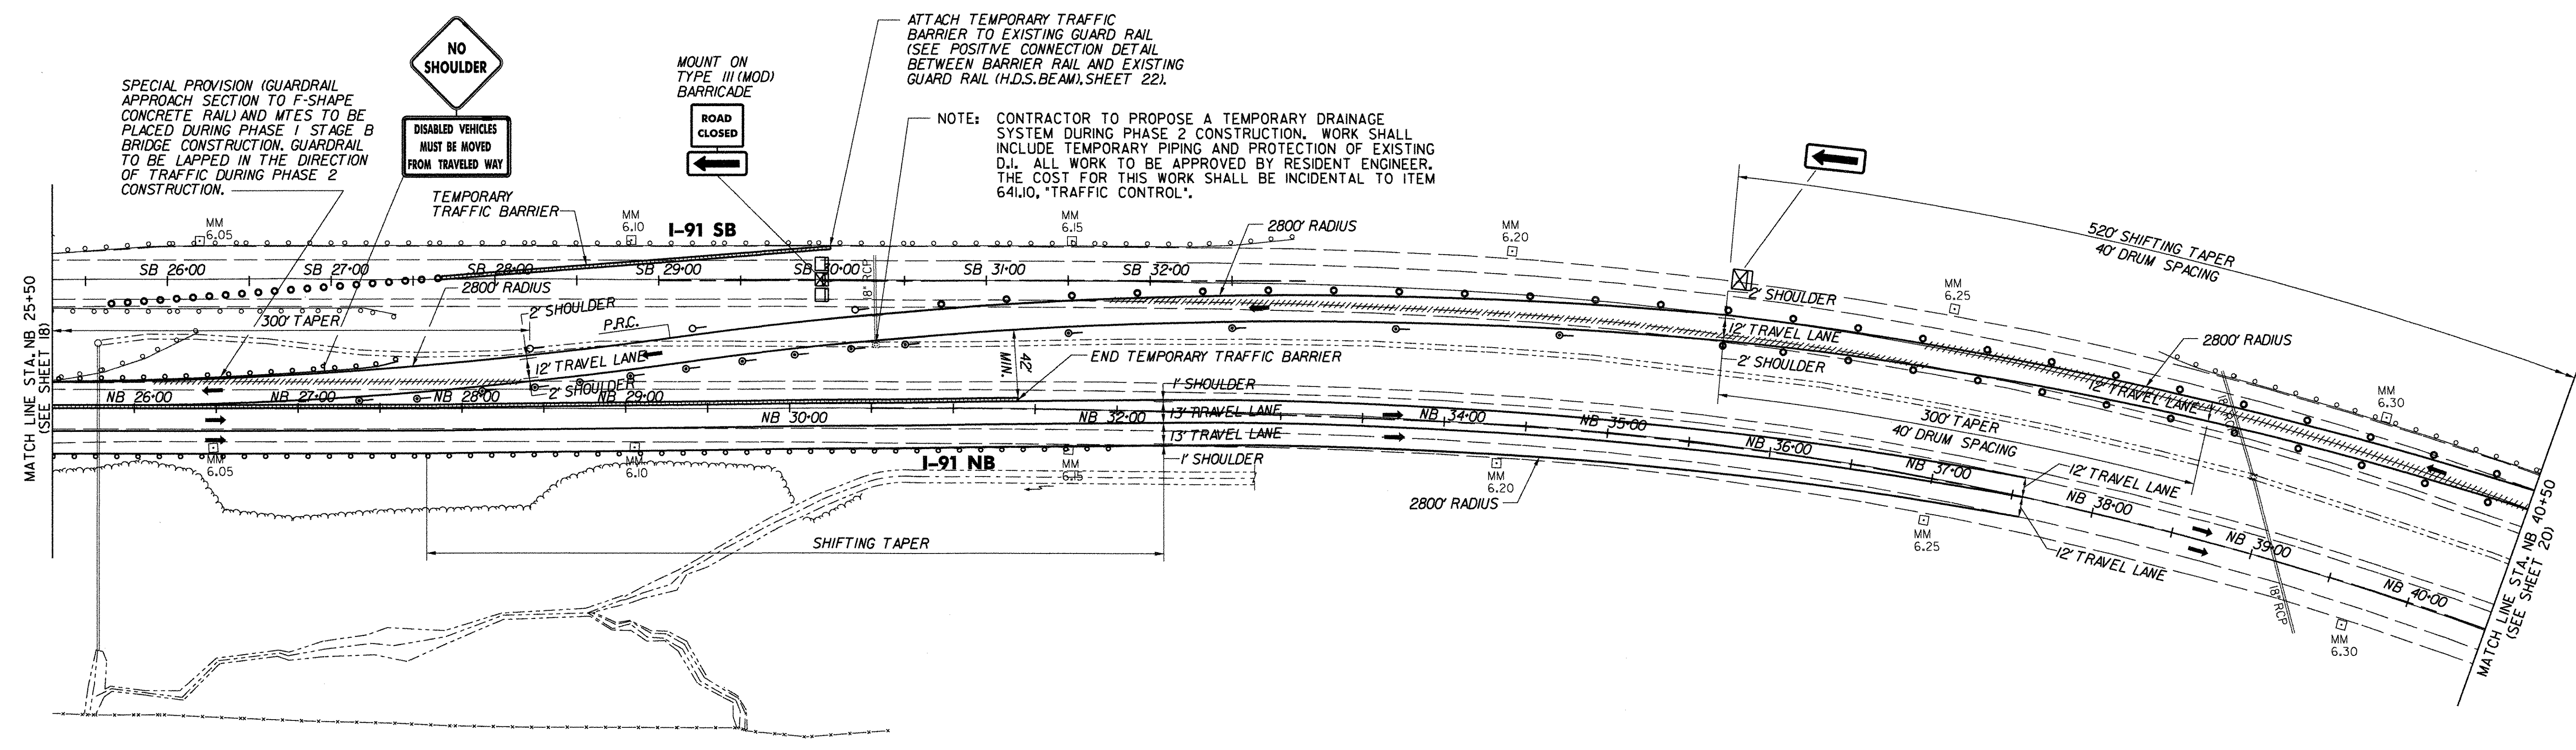 SPECIAL PROVISION (GUARDRAIL
APPROACH SECTION TO F-SHAPE
CONCRETE RAIL) AND MTES TO BE
PLACED DURING PHASE 1 STAGE B
BRIDGE CONSTRUCTION. GUARDRAIL
TO BE LAPPED IN THE DIRECTION
OF TRAFFIC DURING PHASE 2
CONSTRUCTION.
NO
SHOULDER
DISABLED VEHICLES
MUST BE MOVED
FROM TRAVELED WAY
TEMPORARY
TRAFFIC BARRIER
MOUNT ON
TYPE III (MOD)
BARRICADE
ROAD
CLOSED
ATTACH TEMPORARY TRAFFIC
BARRIER TO EXISTING GUARD RAIL
(SEE POSITIVE CONNECTION DETAIL
BETWEEN BARRIER RAIL AND EXISTING
GUARD RAIL (H.D.S.BEAM), SHEET 22).
NOTE: CONTRACTOR TO PROPOSE A TEMPORARY DRAINAGE
SYSTEM DURING PHASE 2 CONSTRUCTION. WORK SHALL
INCLUDE TEMPORARY PIPING AND PROTECTION OF EXISTING
D.I. ALL WORK TO BE APPROVED BY RESIDENT ENGINEER.
THE COST FOR THIS WORK SHALL BE INCIDENTAL TO ITEM
641.10, "TRAFFIC CONTROL".
520' SHIFTING TAPER
40' DRUM SPACING
MM
6.05
MM
6.10
I-91 SB
MM
6.15
2800' RADIUS
MM
6.20
MM
6.25
MM
6.30
SB 26+00
SB 27+00
SB 28+00
SB 29+00
SB 30+00
SB 31+00
SB 32+00
18" RCP
2800' RADIUS
300' TAPER
2' SHOULDER
P.R.C.
12' TRAVEL LANE
2' SHOULDER
42'
MIN.
END TEMPORARY TRAFFIC BARRIER
2' SHOULDER
12' TRAVEL LANE
2' SHOULDER
2800' RADIUS
12' TRAVEL LANE
300' TAPER
40' DRUM SPACING
MATCH LINE STA. NB 25+50
(SEE SHEET 18)
NB 26+00
NB 27+00
NB 28+00
NB 29+00
NB 30+00
NB 32+00
NB 34+00
NB 35+00
NB 36+00
NB 37+00
NB 38+00
NB 39+00
NB 40+00
1' SHOULDER
13' TRAVEL LANE
13' TRAVEL LANE
1' SHOULDER
12' TRAVEL LANE
12' TRAVEL LANE
MM
6.05
MM
6.10
I-91 NB
MM
6.15
MM
6.20
2800' RADIUS
MM
6.25
18" RCP
MM
6.30
SHIFTING TAPER
MATCH LINE STA. NB 40+50
(SEE SHEET 20)